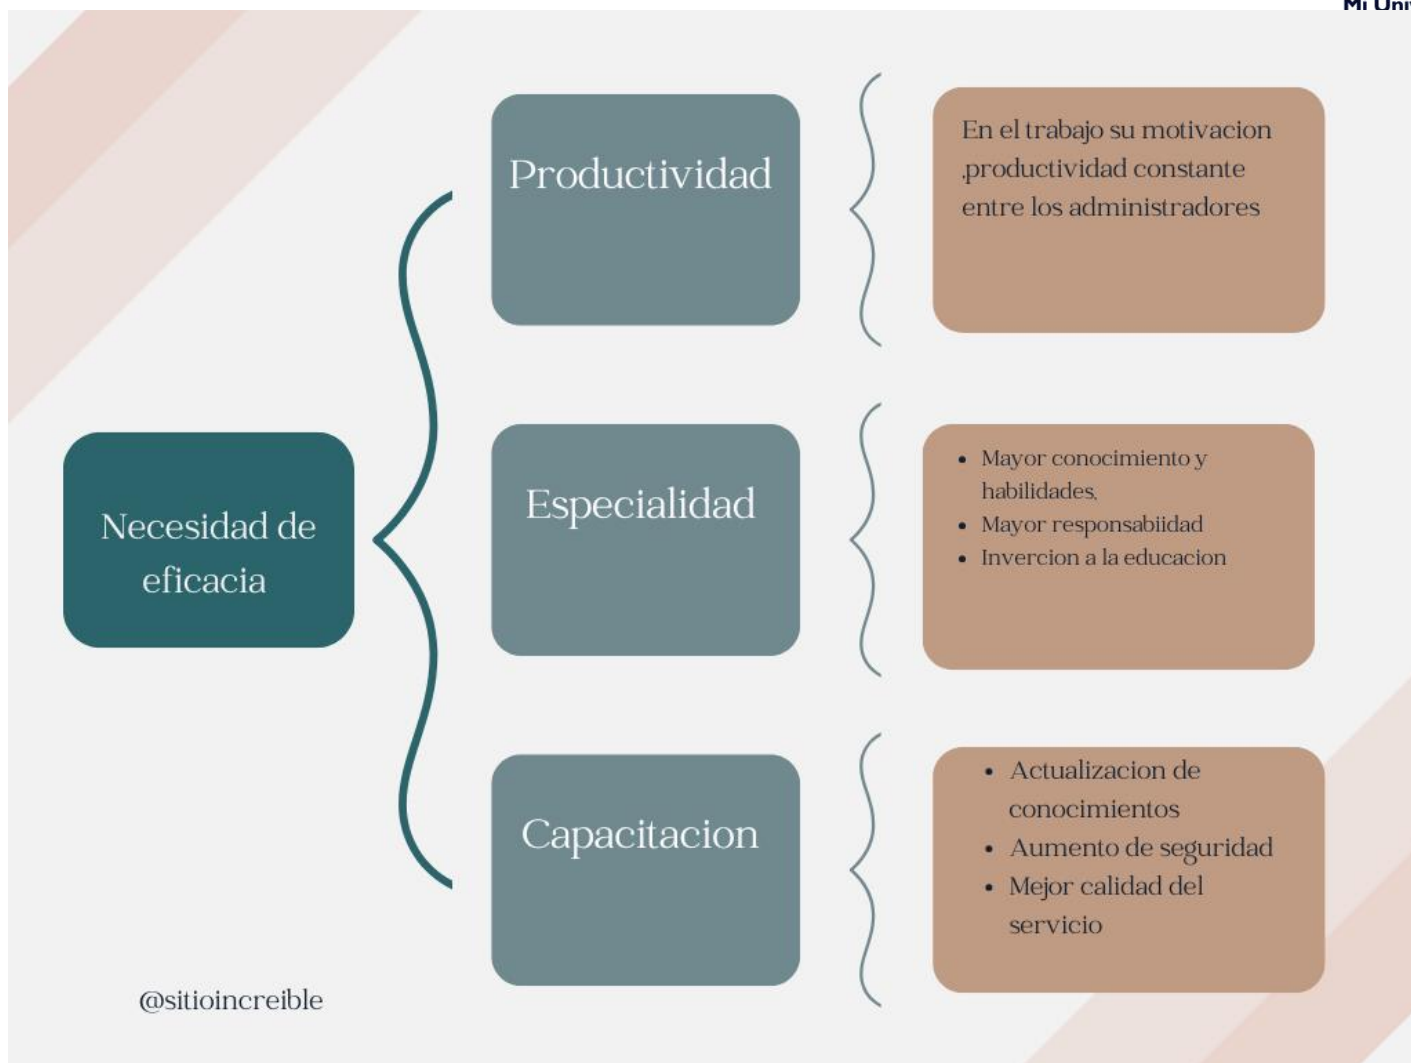 Productividad
En el trabajo su motivacion
,productividad constante
entre los administradores
Necesidad de
eficacia
Especialidad
• Mayor conocimiento y
habilidades,
• Mayor responsabiidad
• Invercion a la educacion
Capacitacion
• Actualizacion de
conocimientos
• Aumento de seguridad
• Mejor calidad del
servicio
@sitioincreible